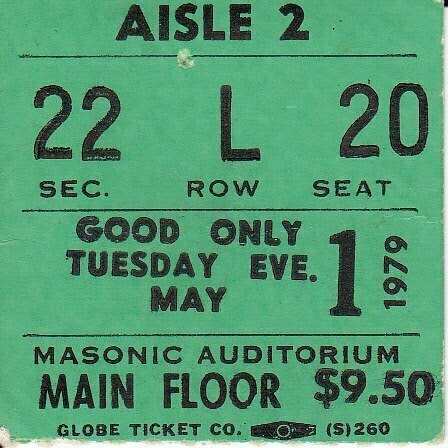 AISLE 2
22 L 20
SEC. ROW SEAT
GOOD ONLY
TUESDAY EVE.
MAY 1 1979
MASONIC AUDITORIUM
MAIN FLOOR $9.50
GLOBE TICKET CO. (S)260